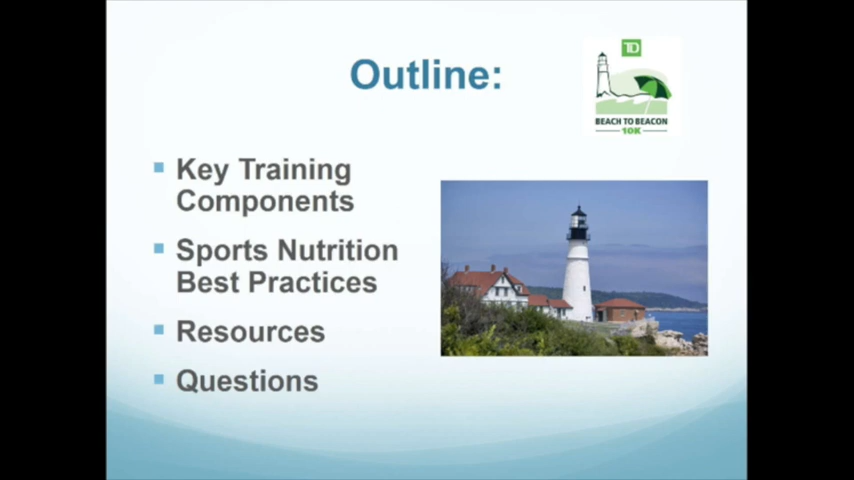 Outline:
TD
BEACH TO BEACON
10K
Key Training
Components
Sports Nutrition
Best Practices
Resources
Questions